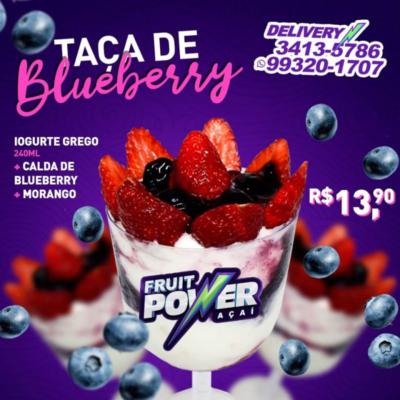 TAÇA DE
Blueberry
DELIVERY
3413-5786
99320-1707
IOGURTE GREGO
240ML
+ CALDA DE
BLUEBERRY
+ MORANGO
R$13,90
FRUIT
POWER
AÇAÍ